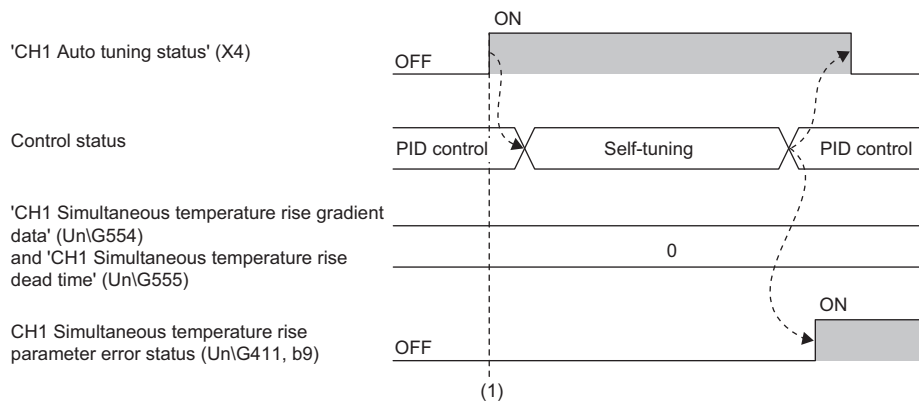 ON
'CH1 Auto tuning status' (X4)
OFF
Control status
PID control
Self-tuning
PID control
'CH1 Simultaneous temperature rise gradient
data' (Un\G554)
and 'CH1 Simultaneous temperature rise
dead time' (Un\G555)
0
ON
CH1 Simultaneous temperature rise
parameter error status (Un\G411, b9)
OFF
(1)